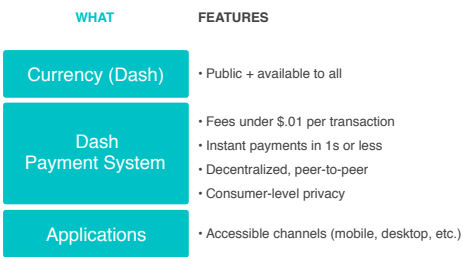 WHAT FEATURES
Currency (Dash)
• Public + available to all
Dash
Payment System
• Fees under $.01 per transaction
• Instant payments in 1s or less
• Decentralized, peer-to-peer
• Consumer-level privacy
Applications
• Accessible channels (mobile, desktop, etc.)